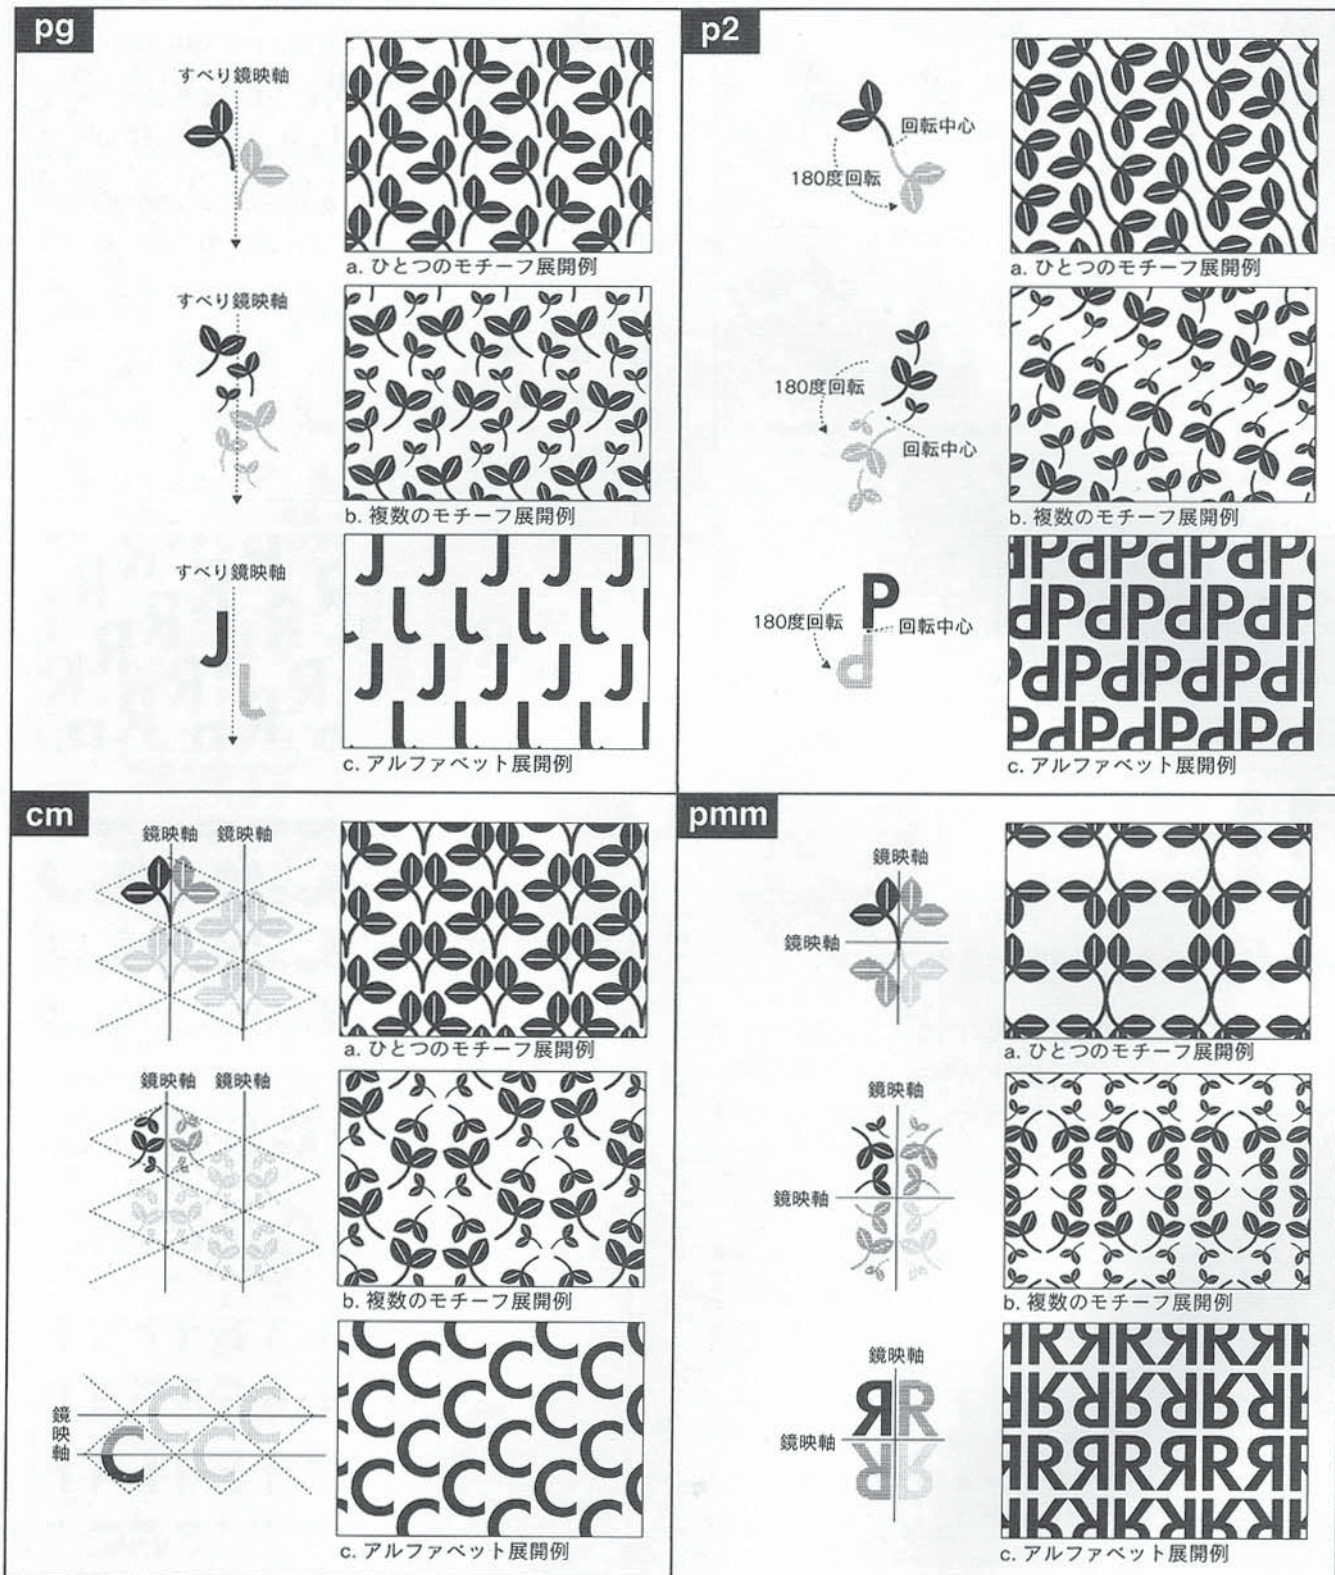 pg
すべり鏡映軸
a. ひとつのモチーフ展開例
すべり鏡映軸
b. 複数のモチーフ展開例
すべり鏡映軸
J
J
c. アルファベット展開例
p2
回転中心
180度回転
a. ひとつのモチーフ展開例
180度回転
回転中心
b. 複数のモチーフ展開例
P
180度回転
回転中心
P
c. アルファベット展開例
cm
鏡映軸 鏡映軸
a. ひとつのモチーフ展開例
鏡映軸 鏡映軸
b. 複数のモチーフ展開例
鏡映軸
C
c. アルファベット展開例
pmm
鏡映軸
鏡映軸
a. ひとつのモチーフ展開例
鏡映軸
鏡映軸
b. 複数のモチーフ展開例
鏡映軸
R R
鏡映軸
R R
c. アルファベット展開例